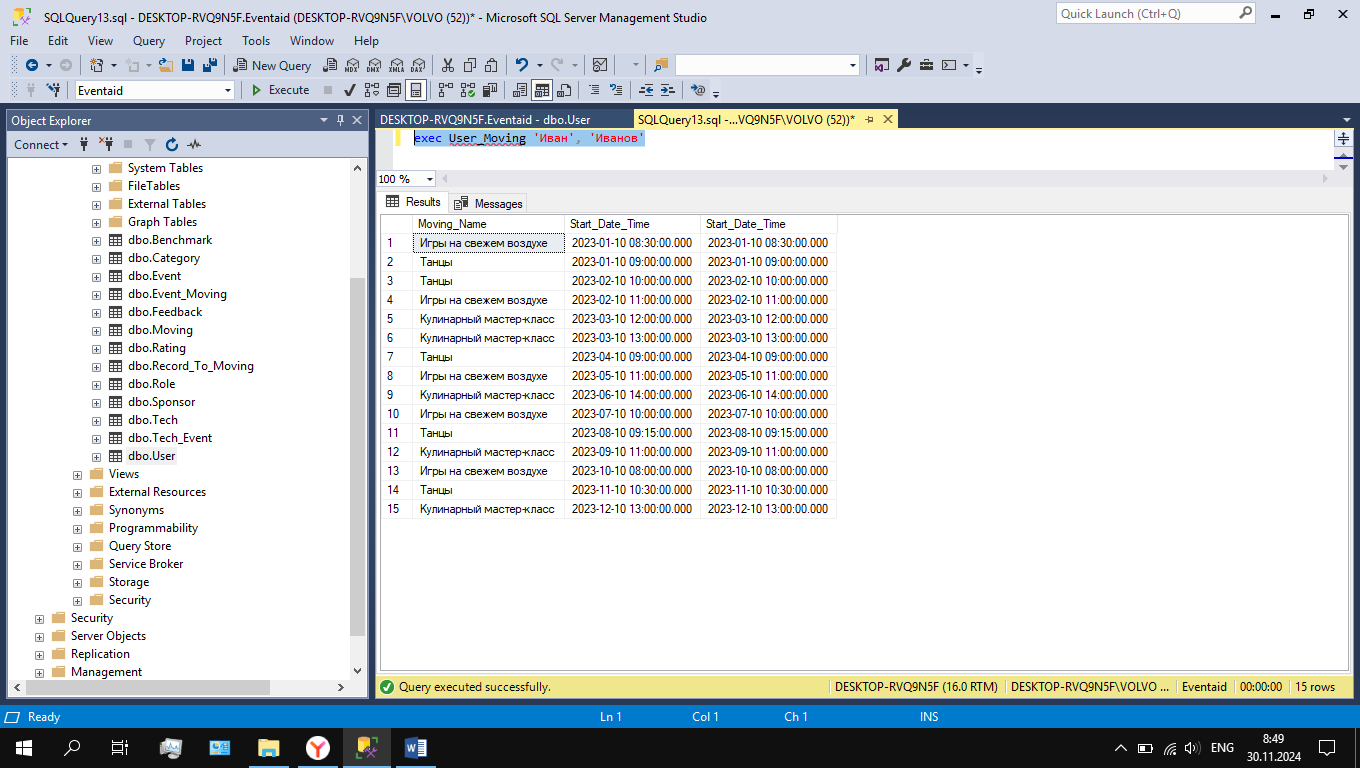 SQLQuery13.sql - DESKTOP-RVQ9N5F.Eventaid (DESKTOP-RVQ9N5F\VOLVO (52))* - Microsoft SQL Server Management Studio
Quick Launch (Ctrl+Q)
File Edit View Query Project Tools Window Help
New Query MDX DMX XMLA DAX
Eventaid Execute
Object Explorer
DESKTOP-RVQ9N5F.Eventaid - dbo.User
SQLQuery13.sql -...VQ9N5F\VOLVO (52))*
Connect
exec User_Moving 'Иван', 'Иванов'
System Tables
FileTables
External Tables
Graph Tables
dbo.Benchmark
dbo.Category
dbo.Event
dbo.Event_Moving
dbo.Feedback
dbo.Moving
dbo.Rating
dbo.Record_To_Moving
dbo.Role
dbo.Sponsor
dbo.Tech
dbo.Tech_Event
dbo.User
Views
External Resources
Synonyms
Programmability
Query Store
Service Broker
Storage
Security
Security
Server Objects
Replication
Management
100 %
Results Messages
Moving_Name Start_Date_Time Start_Date_Time
1 Игры на свежем воздухе 2023-01-10 08:30:00.000 2023-01-10 08:30:00.000
2 Танцы 2023-01-10 09:00:00.000 2023-01-10 09:00:00.000
3 Танцы 2023-02-10 10:00:00.000 2023-02-10 10:00:00.000
4 Игры на свежем воздухе 2023-02-10 11:00:00.000 2023-02-10 11:00:00.000
5 Кулинарный мастер-класс 2023-03-10 12:00:00.000 2023-03-10 12:00:00.000
6 Кулинарный мастер-класс 2023-03-10 13:00:00.000 2023-03-10 13:00:00.000
7 Танцы 2023-04-10 09:00:00.000 2023-04-10 09:00:00.000
8 Игры на свежем воздухе 2023-05-10 11:00:00.000 2023-05-10 11:00:00.000
9 Кулинарный мастер-класс 2023-06-10 14:00:00.000 2023-06-10 14:00:00.000
10 Игры на свежем воздухе 2023-07-10 10:00:00.000 2023-07-10 10:00:00.000
11 Танцы 2023-08-10 09:15:00.000 2023-08-10 09:15:00.000
12 Кулинарный мастер-класс 2023-09-10 11:00:00.000 2023-09-10 11:00:00.000
13 Игры на свежем воздухе 2023-10-10 08:00:00.000 2023-10-10 08:00:00.000
14 Танцы 2023-11-10 10:30:00.000 2023-11-10 10:30:00.000
15 Кулинарный мастер-класс 2023-12-10 13:00:00.000 2023-12-10 13:00:00.000
Query executed successfully. DESKTOP-RVQ9N5F (16.0 RTM) DESKTOP-RVQ9N5F\VOLVO ... Eventaid 00:00:00 15 rows
Ready Ln 1 Col 1 Ch 1 INS
ENG
8:49
30.11.2024